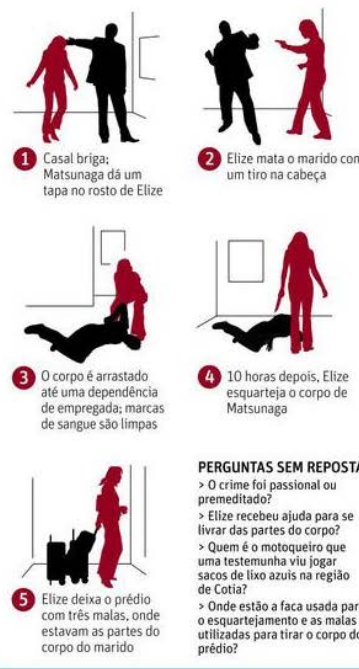 1 Casal briga;
Matsunaga dá um
tapa no rosto de Elize
2 Elize mata o marido com
um tiro na cabeça
3 O corpo é arrastado
até uma dependência
de empregada; marcas
de sangue são limpas
4 10 horas depois, Elize
esquarteja o corpo de
Matsunaga
5 Elize deixa o prédio
com três malas, onde
estavam as partes do
corpo do marido
PERGUNTAS SEM REPOSTA
> O crime foi passional ou
premeditado?
> Elize recebeu ajuda para se
livrar das partes do corpo?
> Quem é o motoqueiro que
uma testemunha viu jogar
sacos de lixo azuis na região
de Cotia?
> Onde estão a faca usada par
o esquartejamento e as malas
utilizadas para tirar o corpo do
prédio?